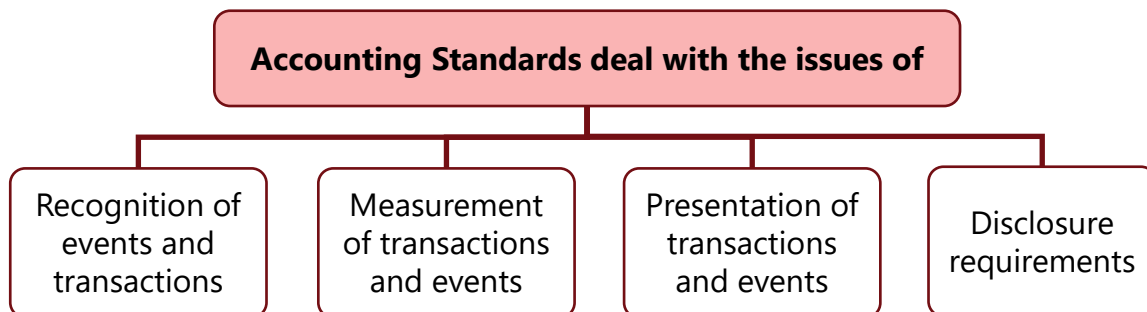 Accounting Standards deal with the issues of
Recognition of
events and
transactions
Measurement
of transactions
and events
Presentation of
transactions
and events
Disclosure
requirements